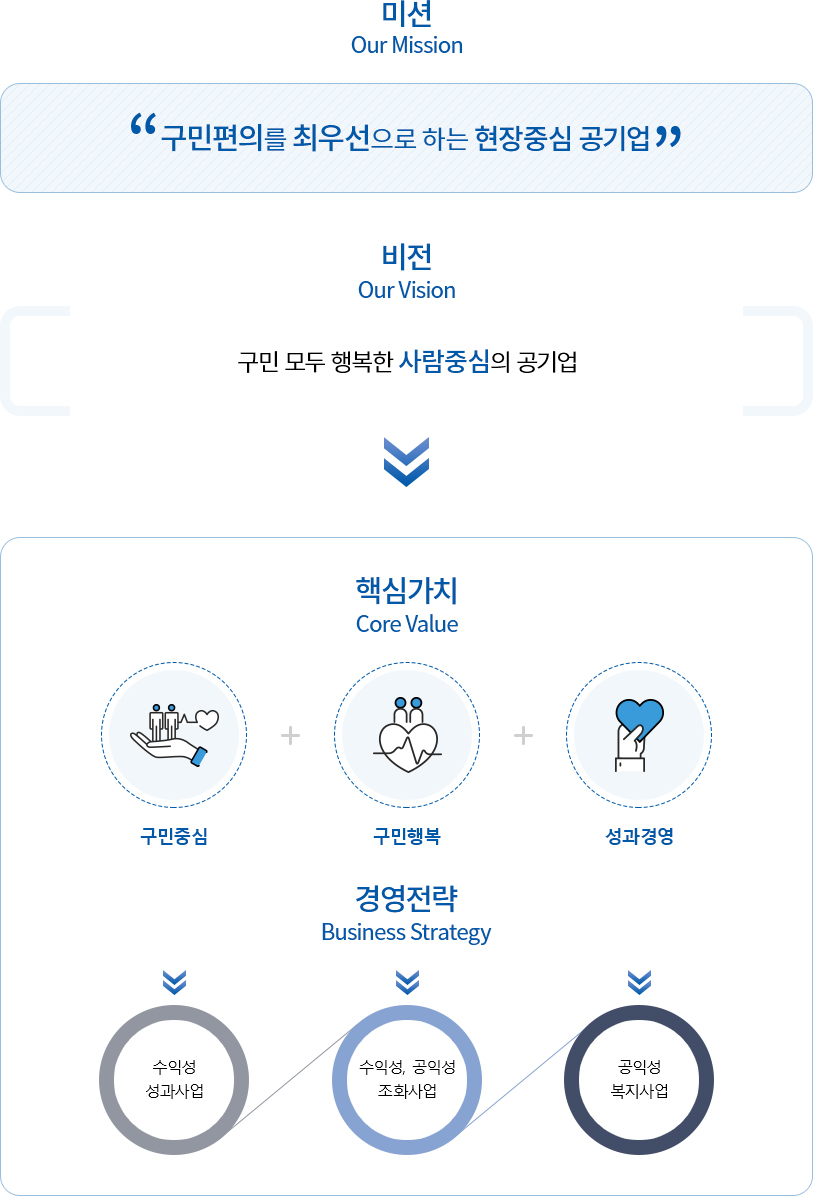 미션
Our Mission
“구민편의를 최우선으로 하는 현장중심 공기업”
비전
Our Vision
구민 모두 행복한 사람중심의 공기업
핵심가치
Core Value
구민중심
구민행복
성과경영
경영전략
Business Strategy
수익성
성과사업
수익성, 공익성
조화사업
공익성
복지사업